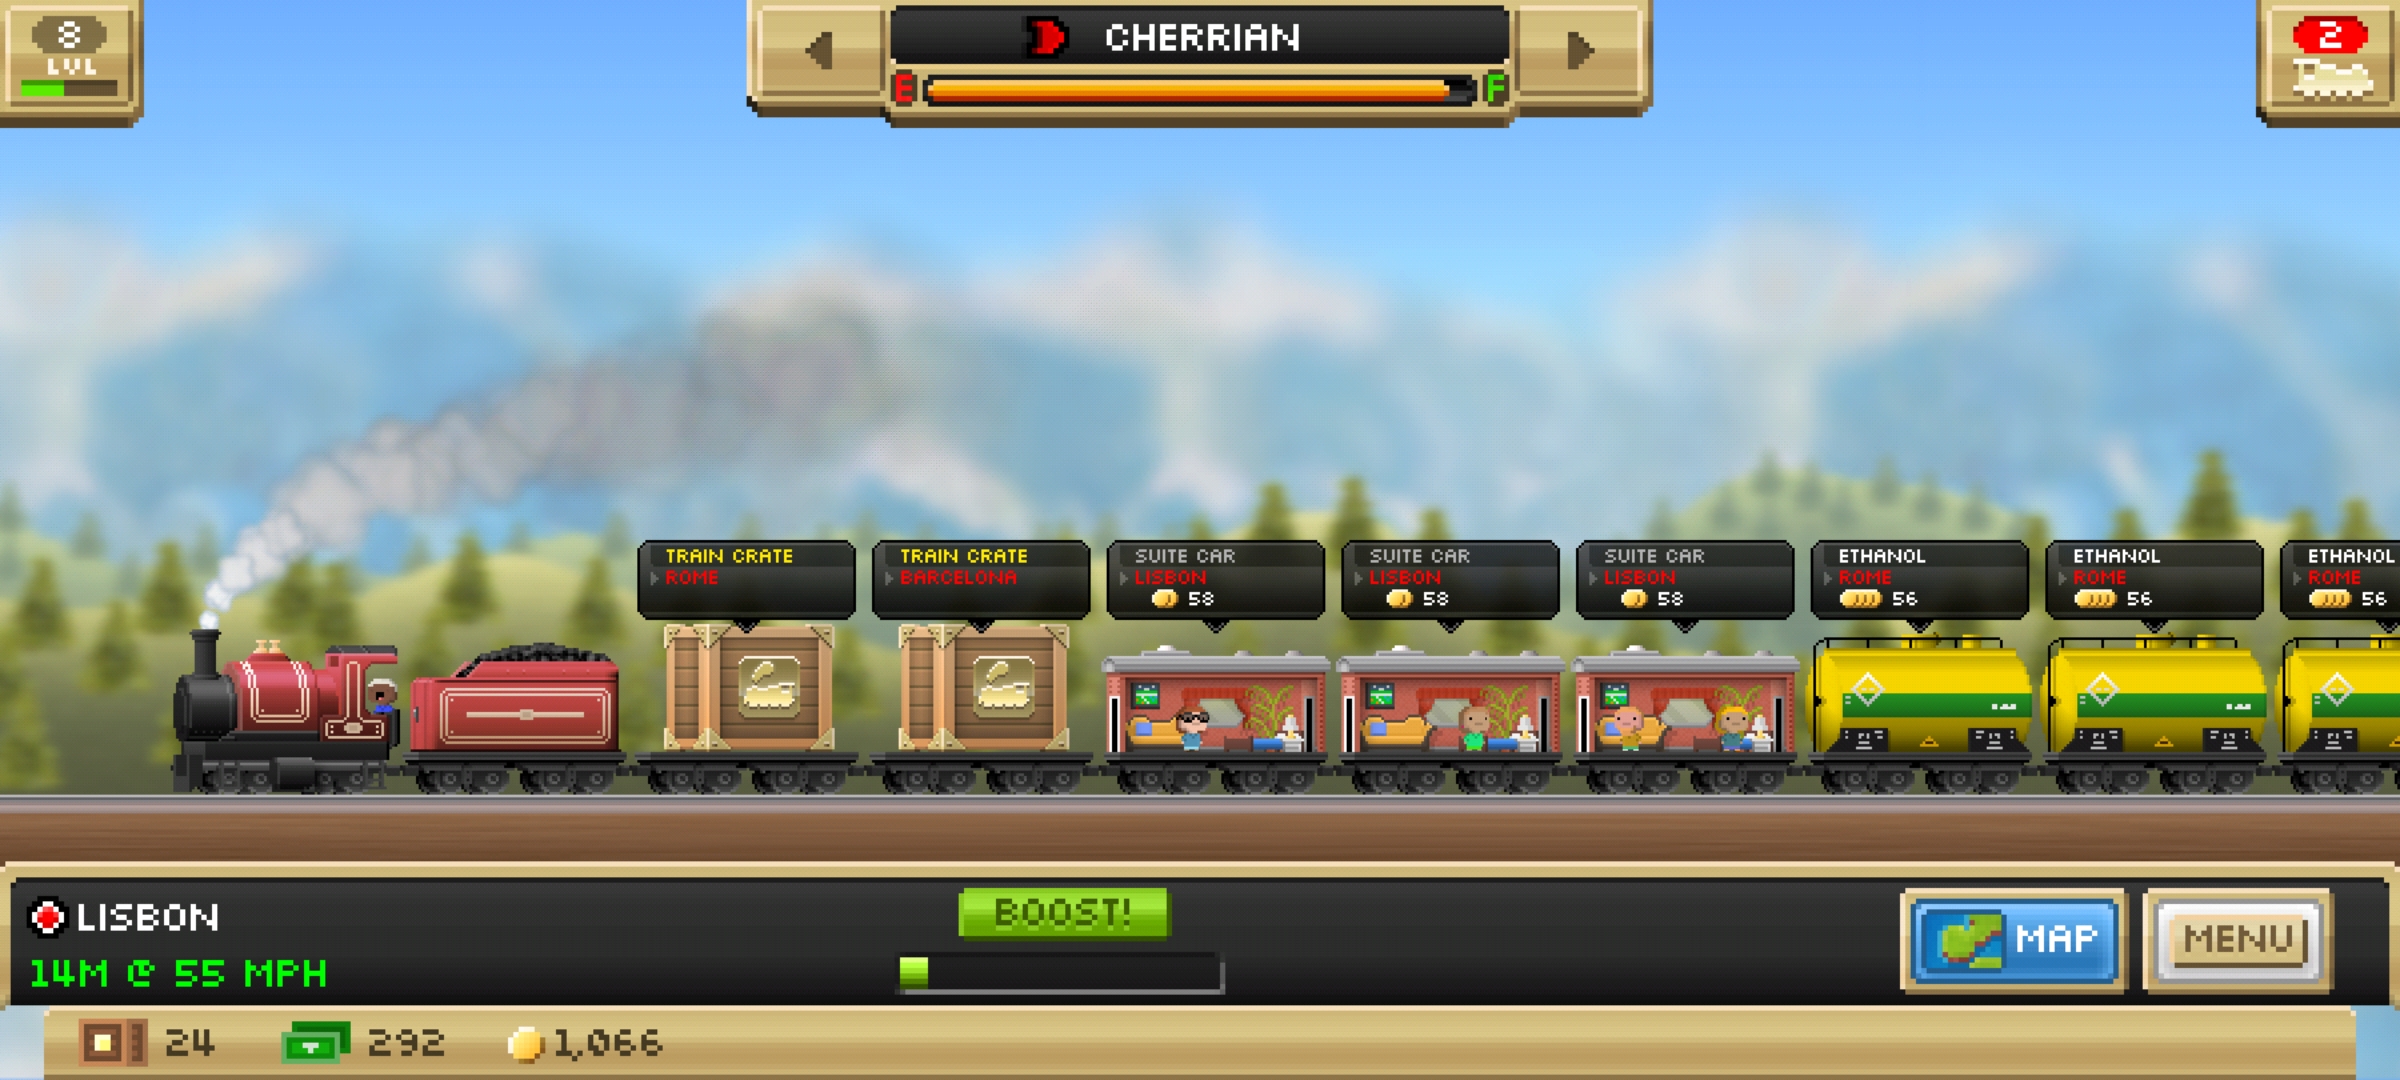 8
LVL
CHERRIAN
E F
2
TRAIN CRATE
ROME
TRAIN CRATE
BARCELONA
SUITE CAR
LISBON
58
SUITE CAR
LISBON
58
SUITE CAR
LISBON
58
ETHANOL
ROME
56
ETHANOL
ROME
56
ETHANOL
ROME
56
LISBON
14M @ 55 MPH
BOOST!
MAP
MENU
24
292
1,066